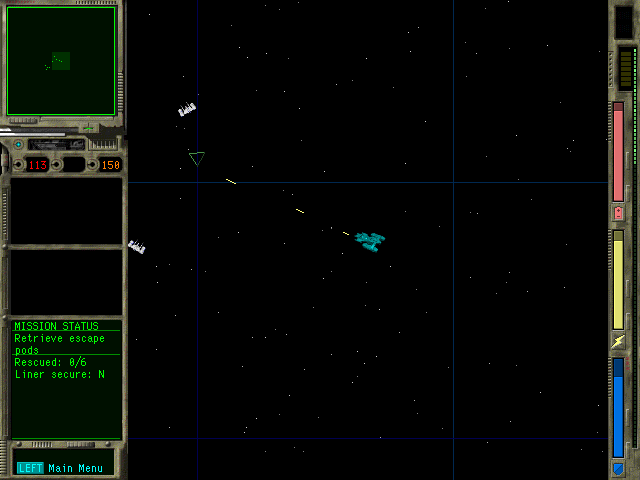 113
150
MISSION STATUS
Retrieve escape
pods
Rescued: 0/6
Liner secure: N
LEFT Main Menu